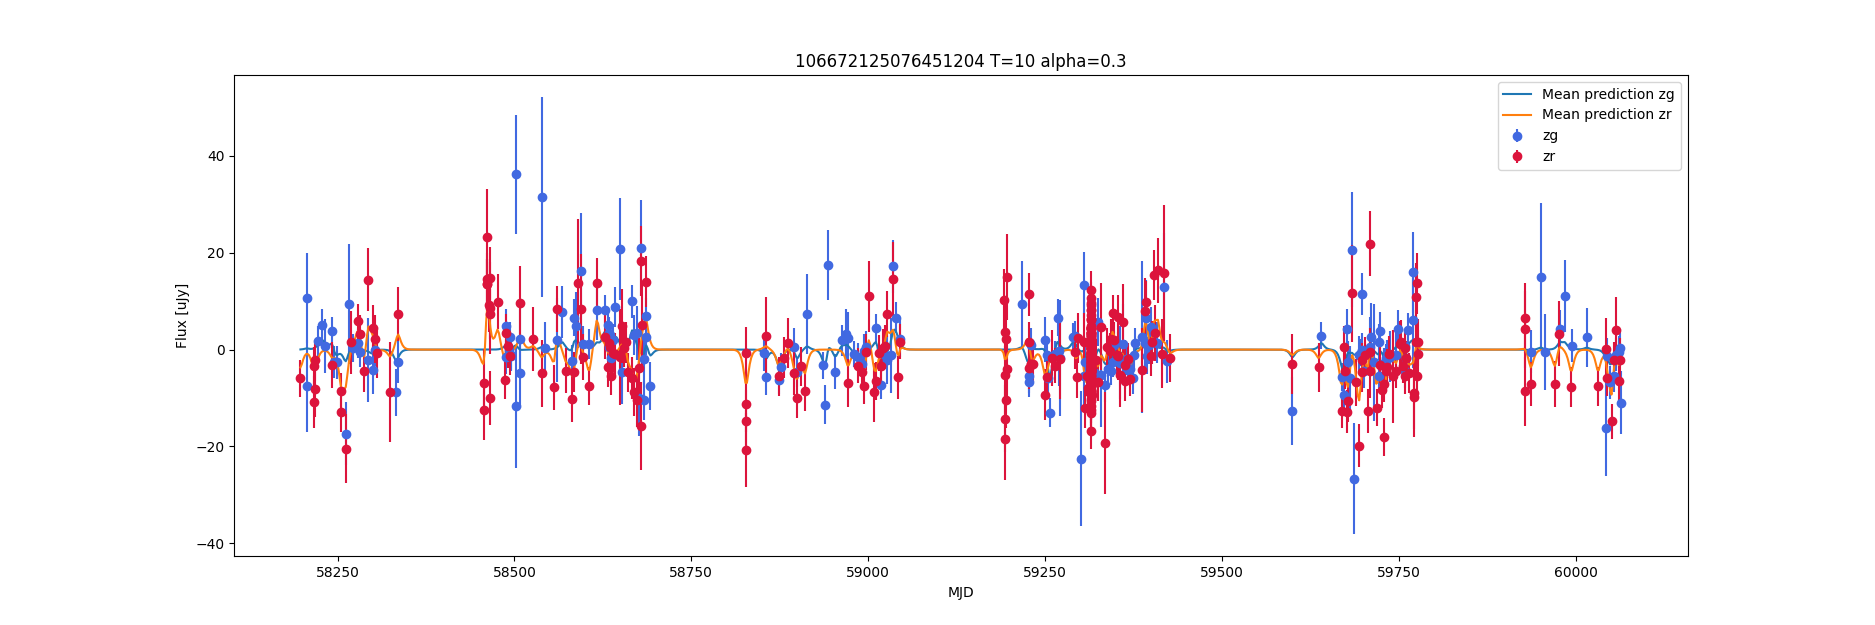 106672125076451204 T=10 alpha=0.3
Mean prediction zg
Mean prediction zr
zg
zr
Flux [uJy]
40
20
0
−20
−40
58250 58500 58750 59000 59250 59500 59750 60000
MJD